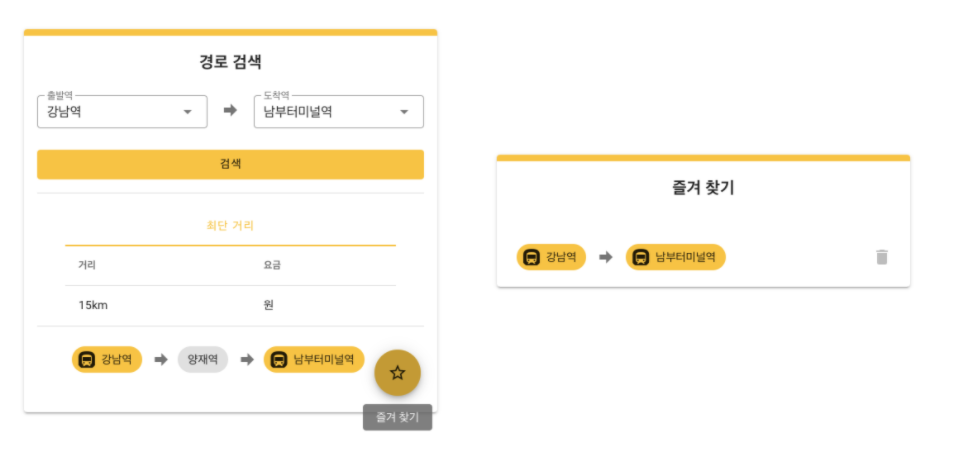 경로 검색
출발역
강남역
도착역
남부터미널역
검색
최단 거리
거리 요금
15km 원
강남역 양재역 남부터미널역
즐겨 찾기
즐겨 찾기
강남역 남부터미널역